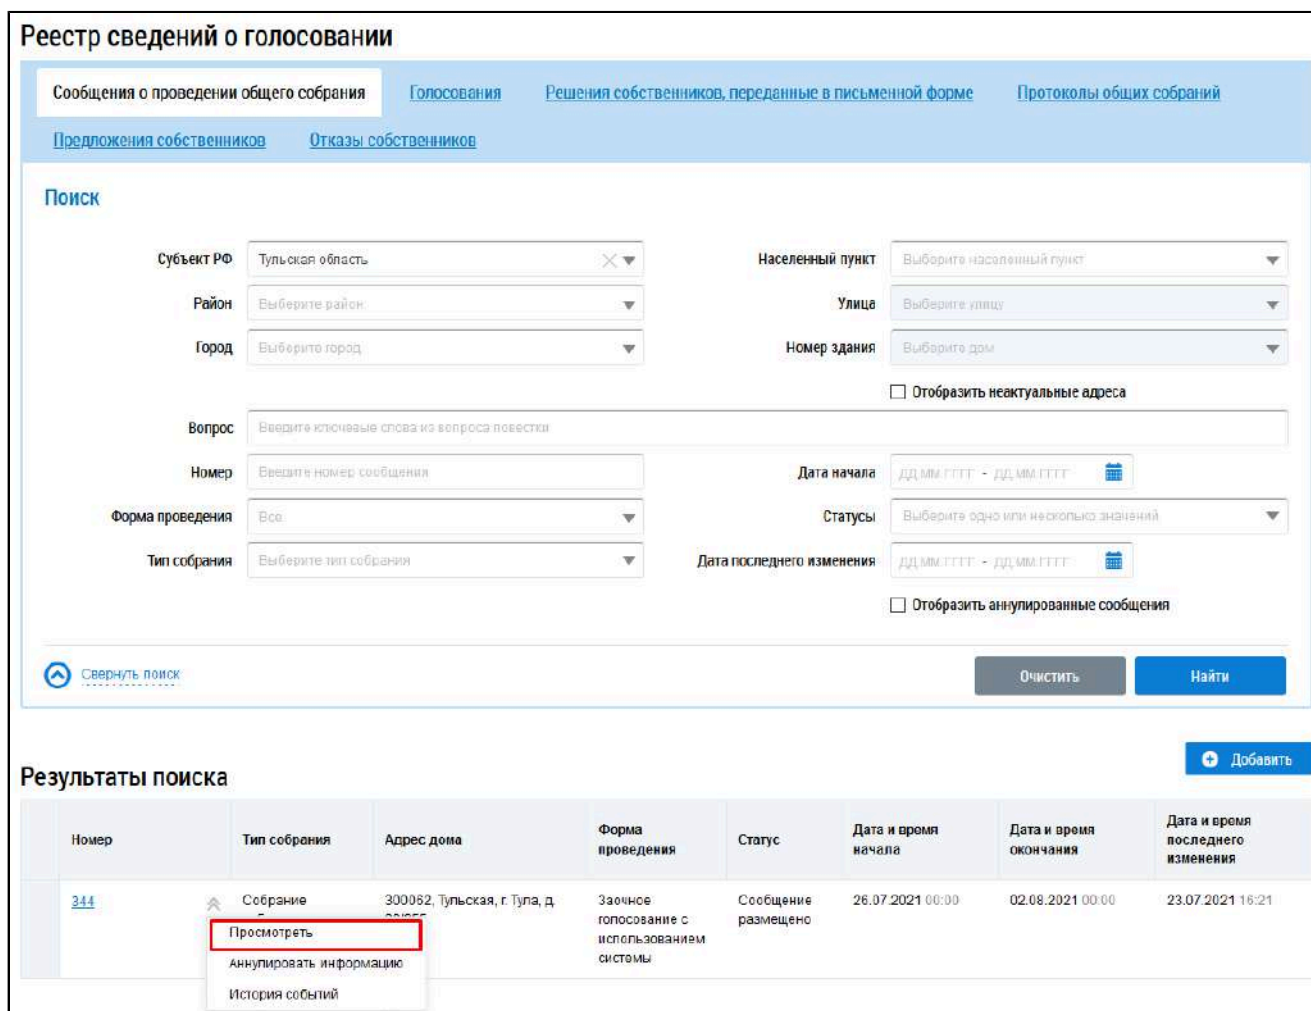 Реестр сведений о голосовании
Сообщения о проведении общего собрания Голосования Решения собственников, переданные в письменной форме Протоколы общих собраний
Предложения собственников Отказы собственников
Поиск
Субъект РФ Тульская область Населенный пункт Выберите населенный пункт
Район Выберите район Улица Выберите улицу
Город Выберите город Номер здания Выберите дом
Отобразить неактуальные адреса
Вопрос Введите ключевые слова из вопроса повестки
Номер Введите номер сообщения Дата начала ДД.ММ.ГГГГ - ДД.ММ.ГГГГ
Форма проведения Все Статусы Выберите одно или несколько значений
Тип собрания Выберите тип собрания Дата последнего изменения ДД.ММ.ГГГГ - ДД.ММ.ГГГГ
Отобразить аннулированные сообщения
Свернуть поиск Очистить Найти
Добавить
Результаты поиска
Номер Тип собрания Адрес дома Форма проведения Статус Дата и время начала Дата и время окончания Дата и время последнего изменения
344 Собрание 300062, Тульская, г. Тула, д. Заочное Сообщение 26.07.2021 00:00 02.08.2021 00:00 23.07.2021 16:21
голосование с размещено
использованием
системы
Просмотреть
Аннулировать информацию
История событий